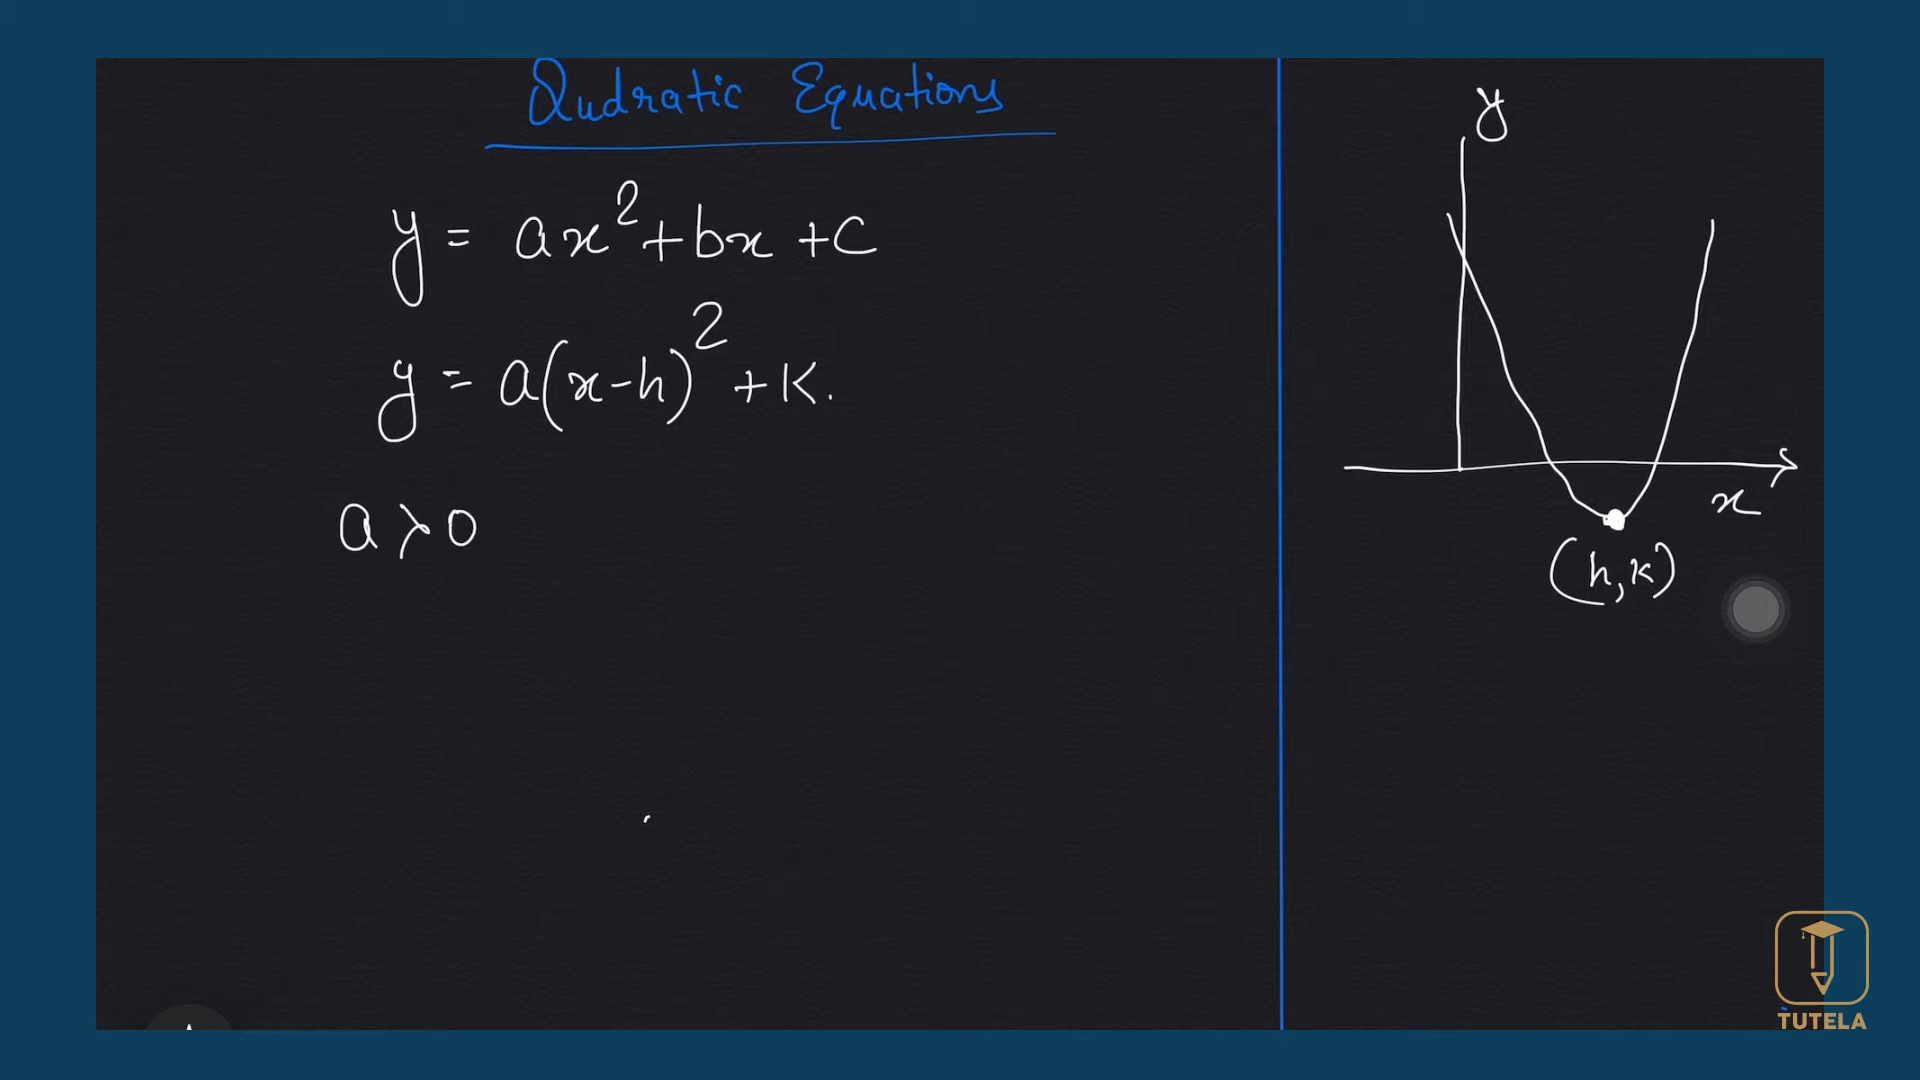 Qudratic Equations
y = ax²+bx+c
y = a(x-h)²+k.
a>0
y
x
(h,k)
TUTELA